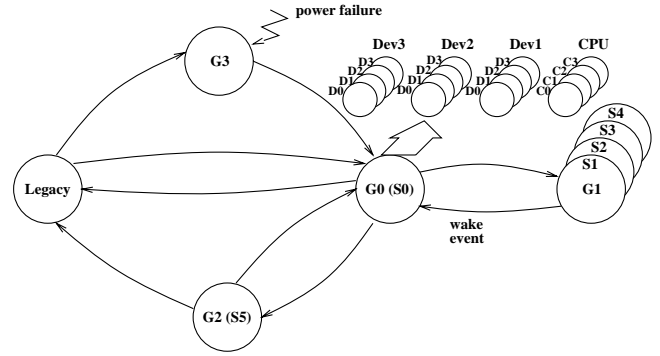 power failure
G3
Dev3
Dev2
Dev1
CPU
D3
D2
D1
D0
D3
D2
D1
D0
D3
D2
D1
D0
C3
C2
C1
C0
S4
S3
S2
S1
G1
Legacy
G0 (S0)
wake
event
G2 (S5)